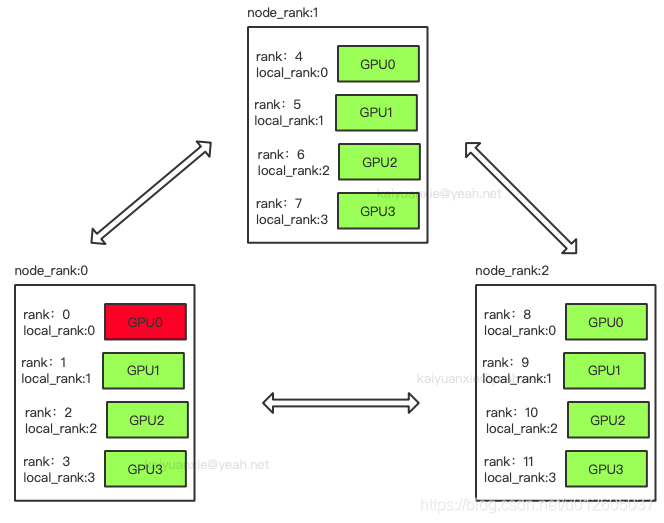 node_rank:1
rank：4
local_rank:0
GPU0
rank：5
local_rank:1
GPU1
rank：6
local_rank:2
GPU2
rank：7
local_rank:3
GPU3
kaiyuanxie@yeah.net
node_rank:0
rank：0
local_rank:0
GPU0
rank：1
local_rank:1
GPU1
rank：2
local_rank:2
GPU2
rank：3
local_rank:3
GPU3
kaiyuanxie@yeah.net
node_rank:2
rank：8
local_rank:0
GPU0
rank：9
local_rank:1
GPU1
kaiyuanxie@yeah.net
rank：10
local_rank:2
GPU2
rank：11
local_rank:3
GPU3
https://blog.csdn.net/u012605037